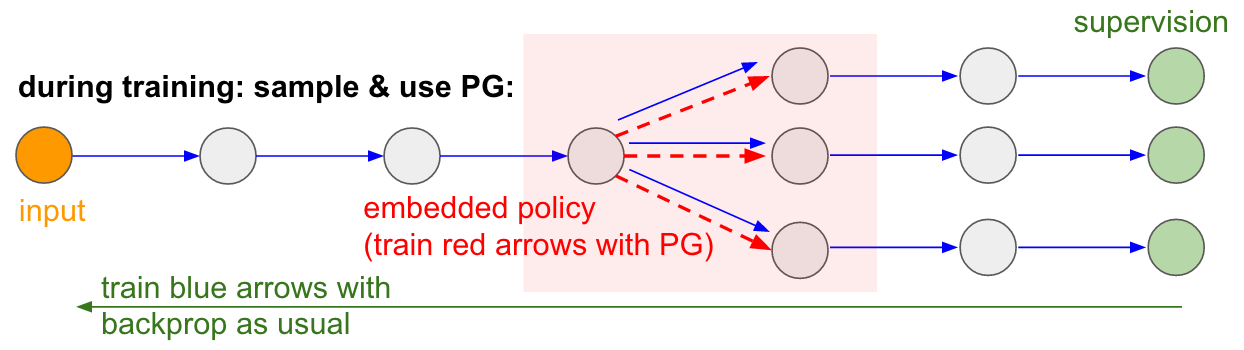 supervision
during training: sample & use PG:
input
embedded policy
(train red arrows with PG)
train blue arrows with
backprop as usual